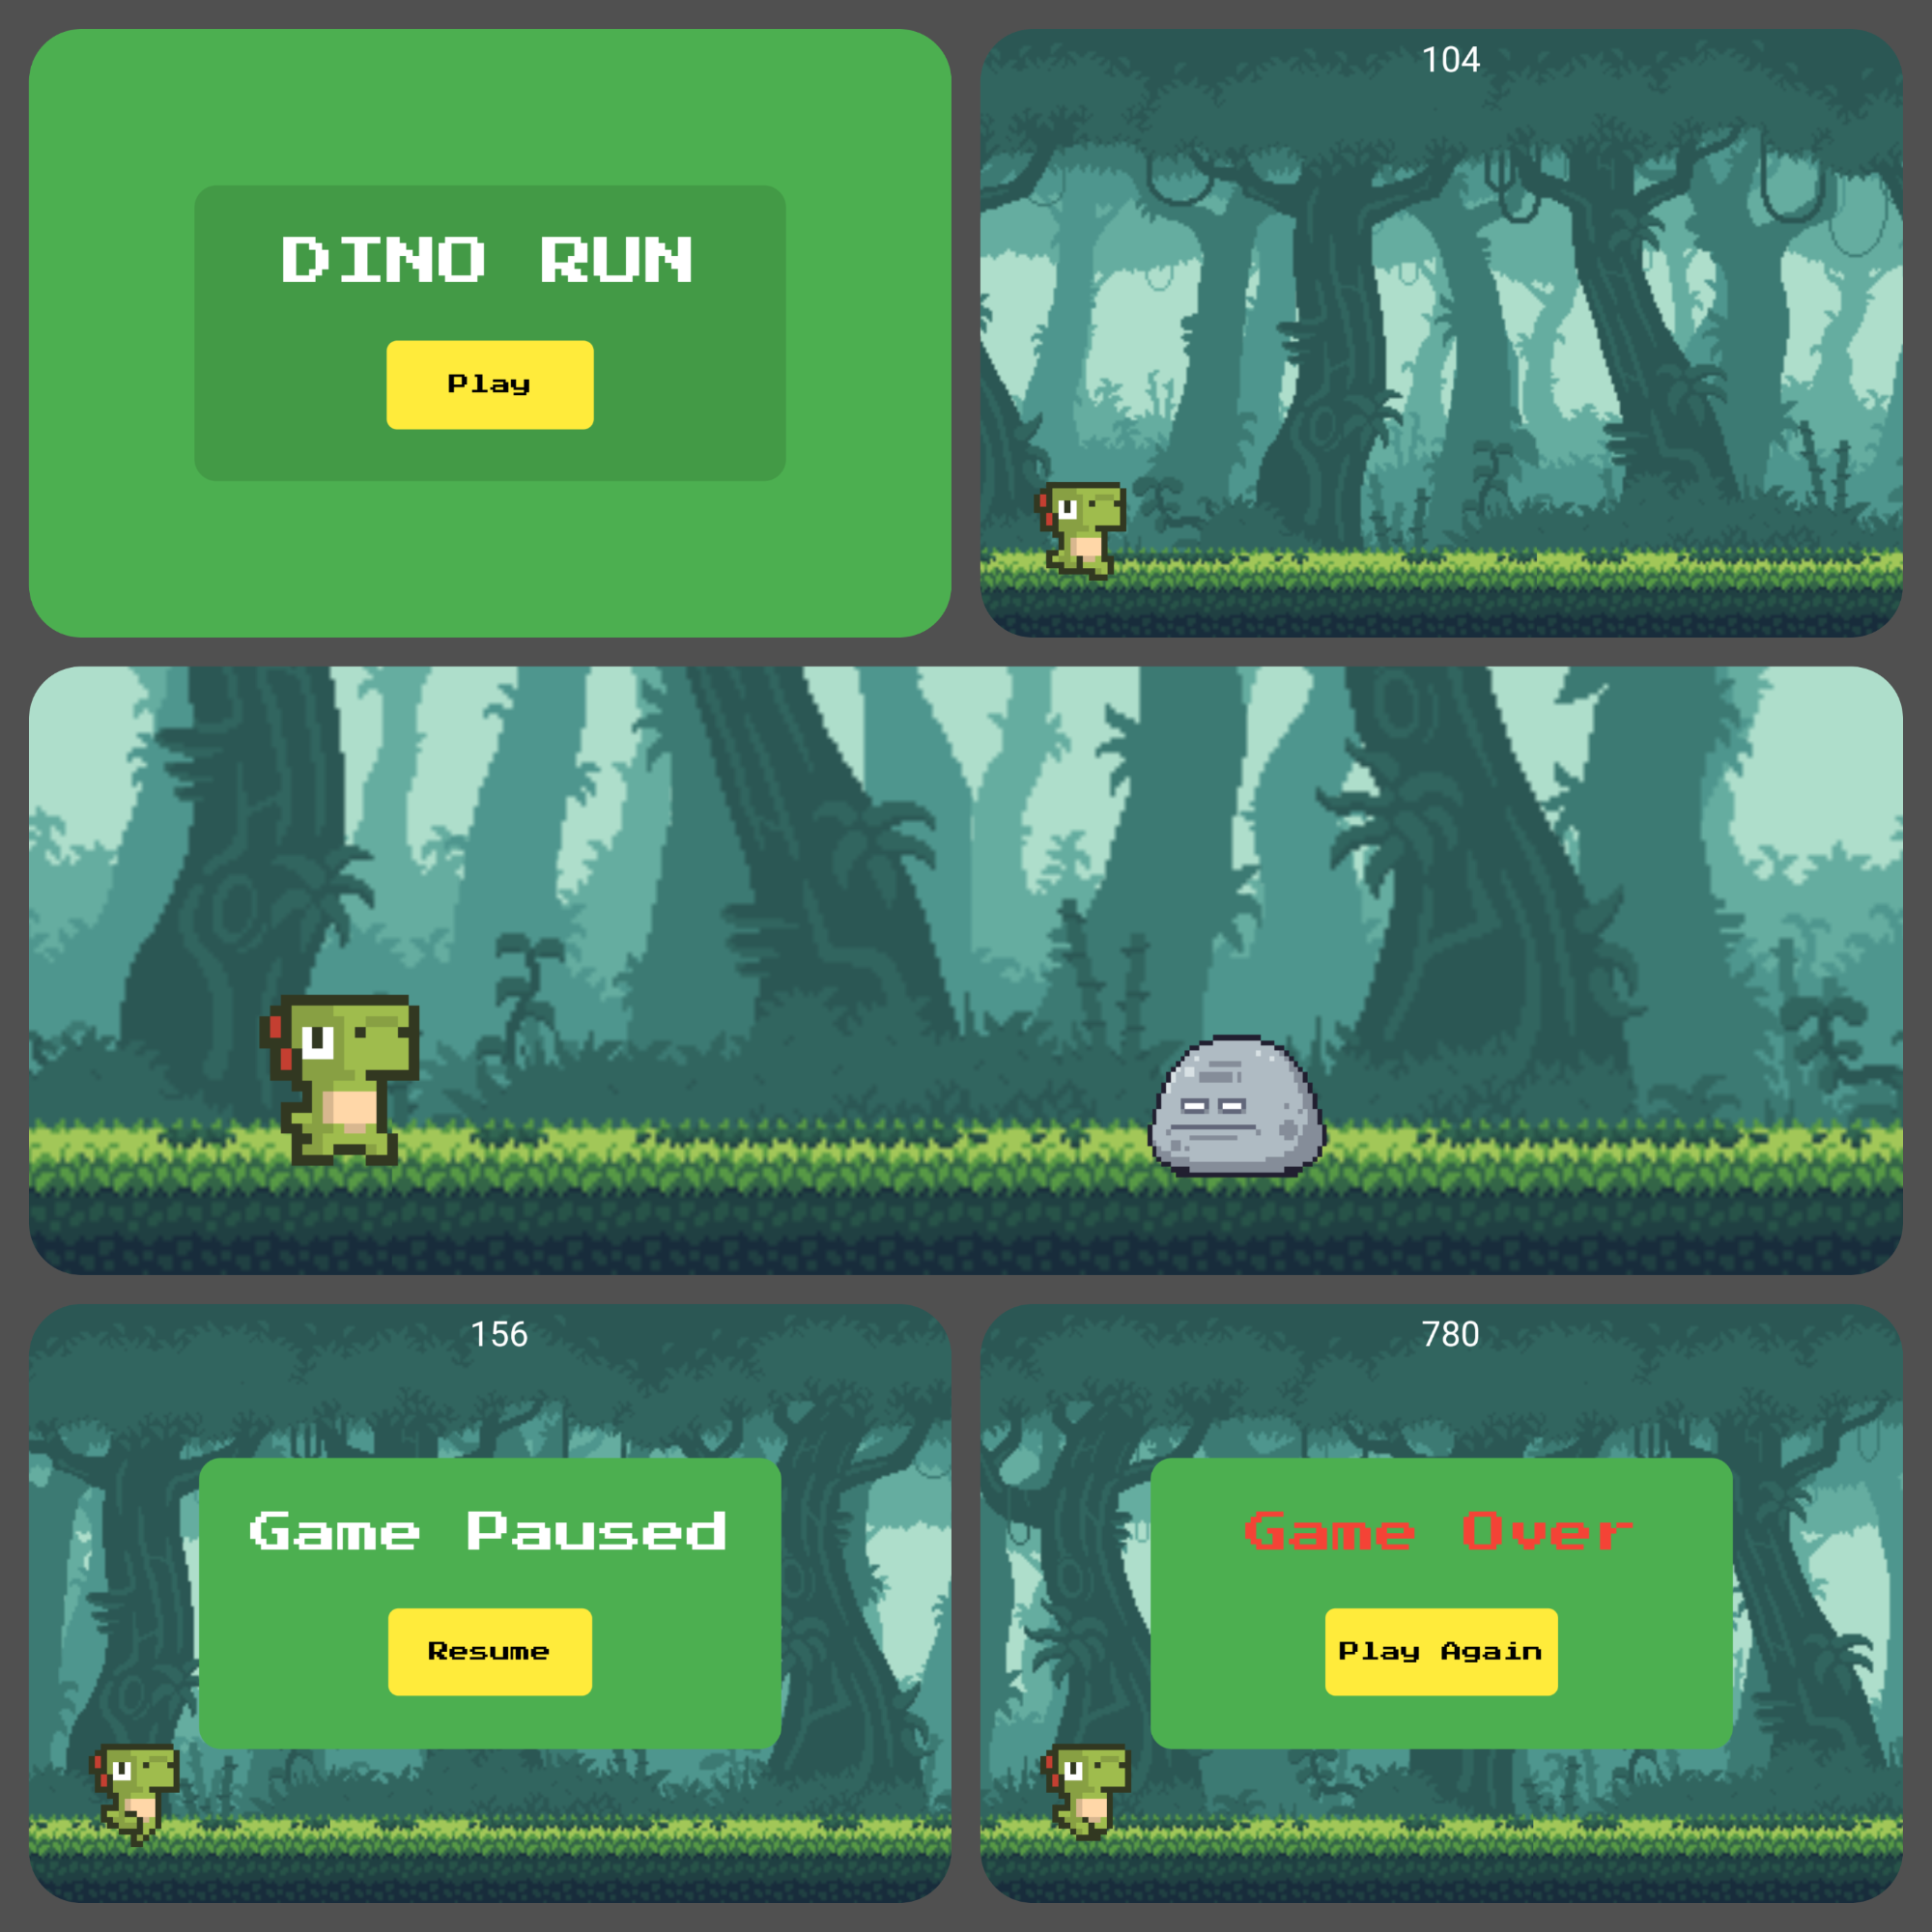 DINO RUN
Play
104
156
Game Paused
Resume
780
Game Over
Play Again